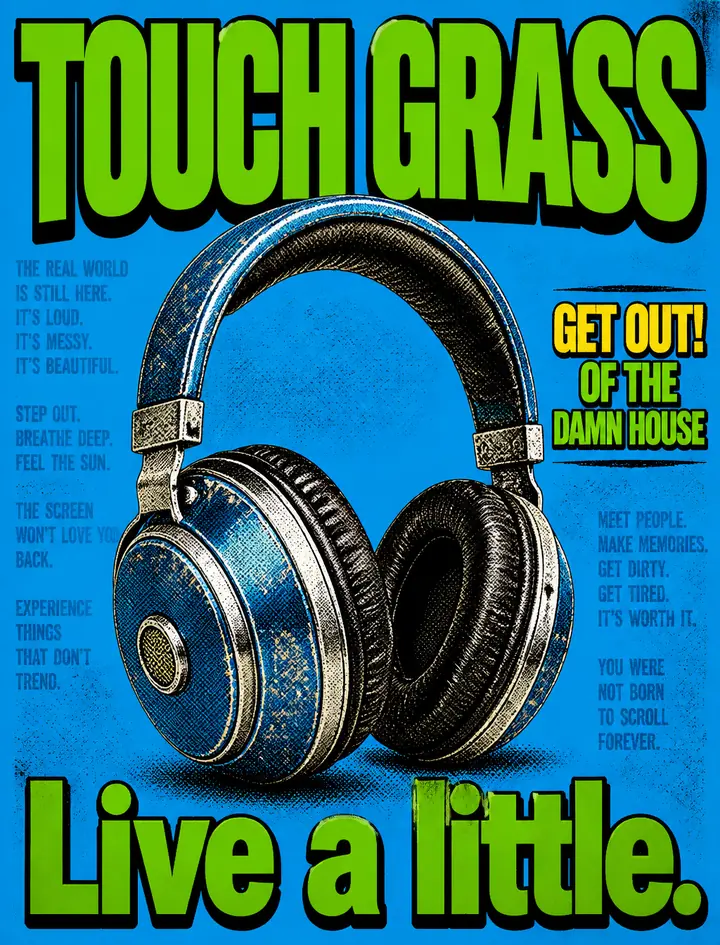 TOUCH GRASS
THE REAL WORLD
IS STILL HERE.
IT'S LOUD.
IT'S MESSY.
IT'S BEAUTIFUL.
STEP OUT.
BREATHE DEEP.
FEEL THE SUN.
THE SCREEN
WON'T LOVE YOU
BACK.
EXPERIENCE
THINGS
THAT DON'T
TREND.
GET OUT!
OF THE
DAMN HOUSE
MEET PEOPLE.
MAKE MEMORIES.
GET DIRTY.
GET TIRED.
IT'S WORTH IT.
YOU WERE
NOT BORN
TO SCROLL
FOREVER.
Live a little.